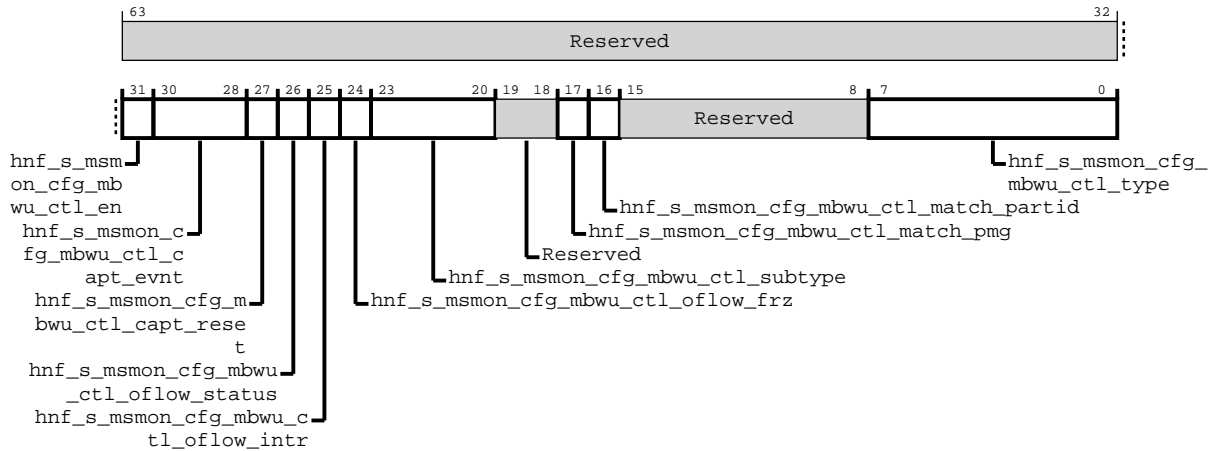 63 32
Reserved
31 30 28 27 26 25 24 23 20 19 18 17 16 15 8 7 0
Reserved
hnf_s_msm
on_cfg_mb
wu_ctl_en
hnf_s_msmon_cfg_
mbwu_ctl_type
hnf_s_msmon_cfg_mbwu_ctl_match_partid
hnf_s_msmon_c
fg_mbwu_ctl_c
apt_evnt
hnf_s_msmon_cfg_mbwu_ctl_match_pmg
Reserved
hnf_s_msmon_cfg_mbwu_ctl_subtype
hnf_s_msmon_cfg_m
bwu_ctl_capt_rese
t
hnf_s_msmon_cfg_mbwu_ctl_oflow_frz
hnf_s_msmon_cfg_mbwu
_ctl_oflow_status
hnf_s_msmon_cfg_mbwu_c
tl_oflow_intr